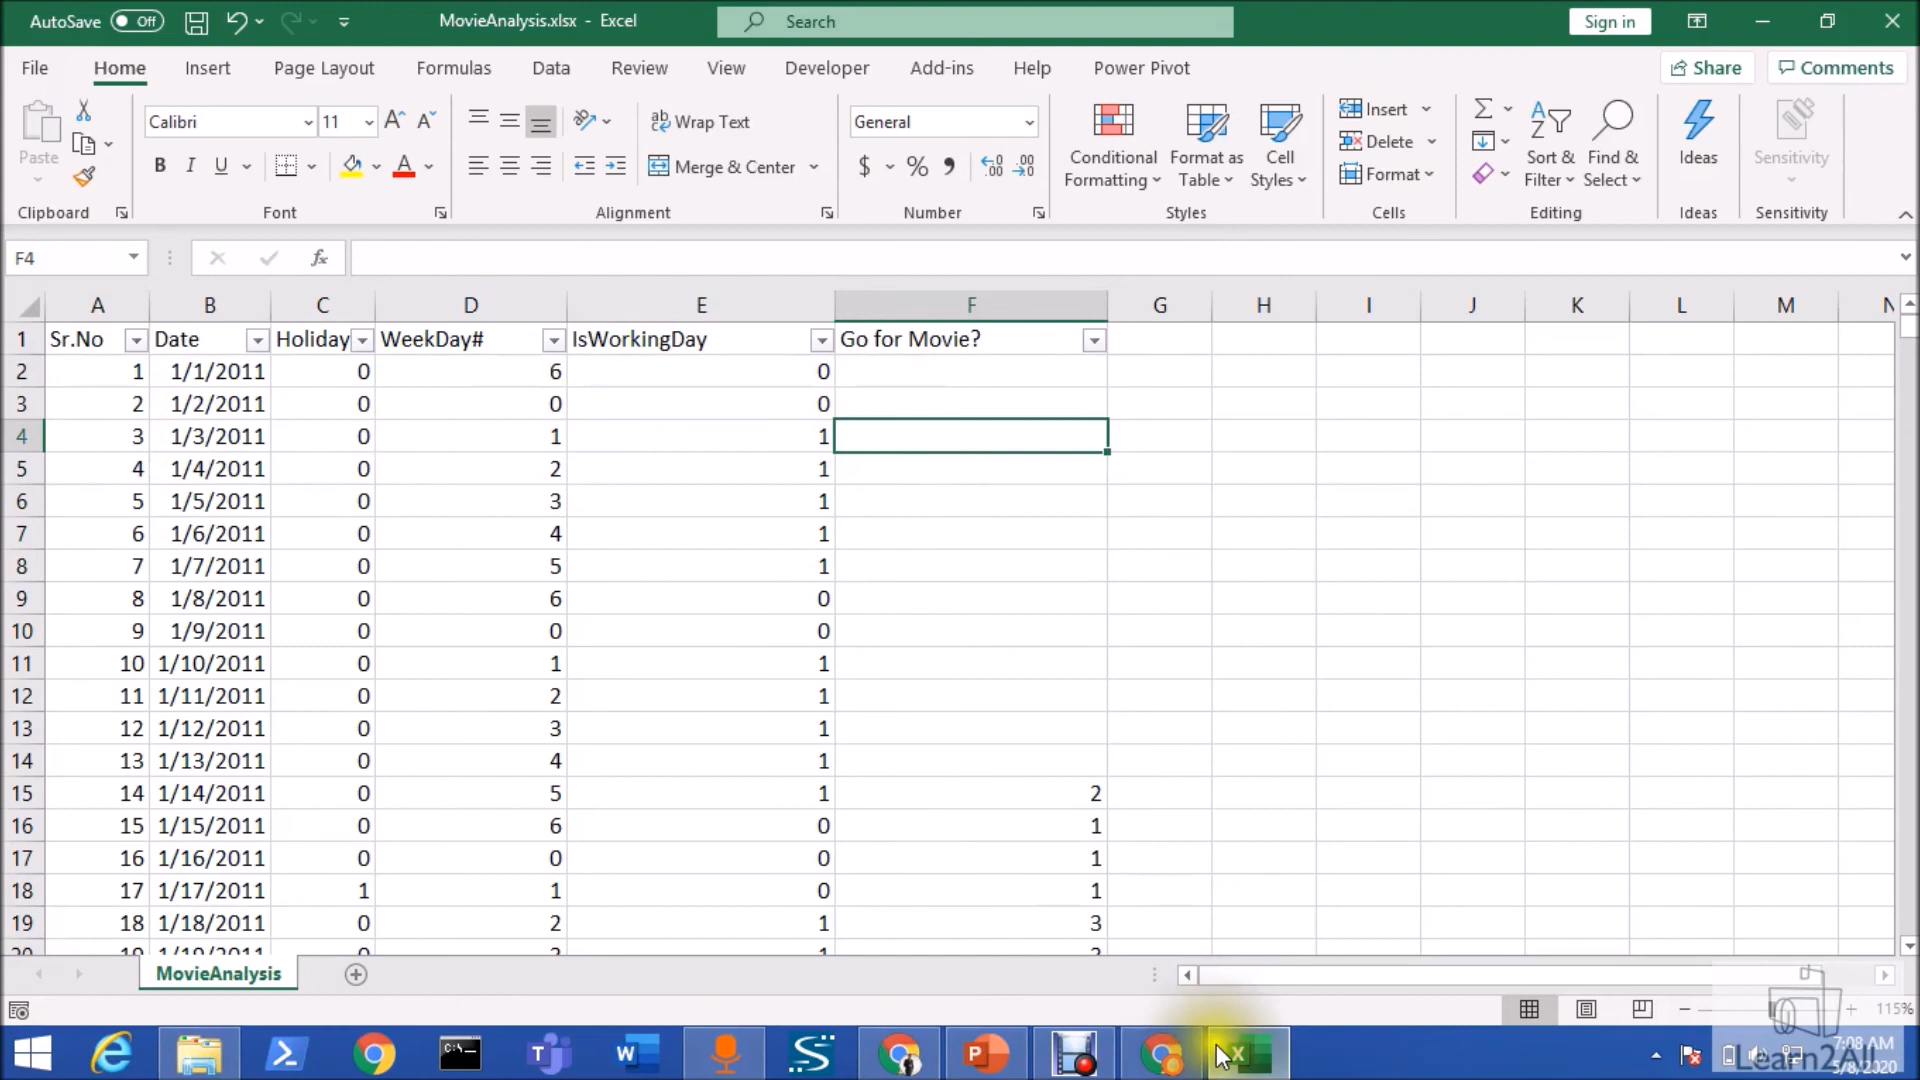 AutoSave Off MovieAnalysis.xlsx - Excel Search Sign in
File Home Insert Page Layout Formulas Data Review View Developer Add-ins Help Power Pivot Share Comments
Paste Calibri 11 Wrap Text General Conditional Formatting Format as Table Cell Styles Insert Sort & Filter Find & Select Ideas Sensitivity
B I U A Merge & Center $ % Delete
Format
Clipboard Font Alignment Number Styles Cells Editing Ideas Sensitivity
F4 fx
A B C D E F G H I J K L M N
1 Sr.No Date Holiday WeekDay# IsWorkingDay Go for Movie?
2 1 1/1/2011 0 6 0
3 2 1/2/2011 0 0 0
4 3 1/3/2011 0 1 1
5 4 1/4/2011 0 2 1
6 5 1/5/2011 0 3 1
7 6 1/6/2011 0 4 1
8 7 1/7/2011 0 5 1
9 8 1/8/2011 0 6 0
10 9 1/9/2011 0 0 0
11 10 1/10/2011 0 1 1
12 11 1/11/2011 0 2 1
13 12 1/12/2011 0 3 1
14 13 1/13/2011 0 4 1
15 14 1/14/2011 0 5 1 2
16 15 1/15/2011 0 6 0 1
17 16 1/16/2011 0 0 0 1
18 17 1/17/2011 1 1 0 1
19 18 1/18/2011 0 2 1 3
MovieAnalysis
115%
7:08 AM
Learn2All
5/8/2020